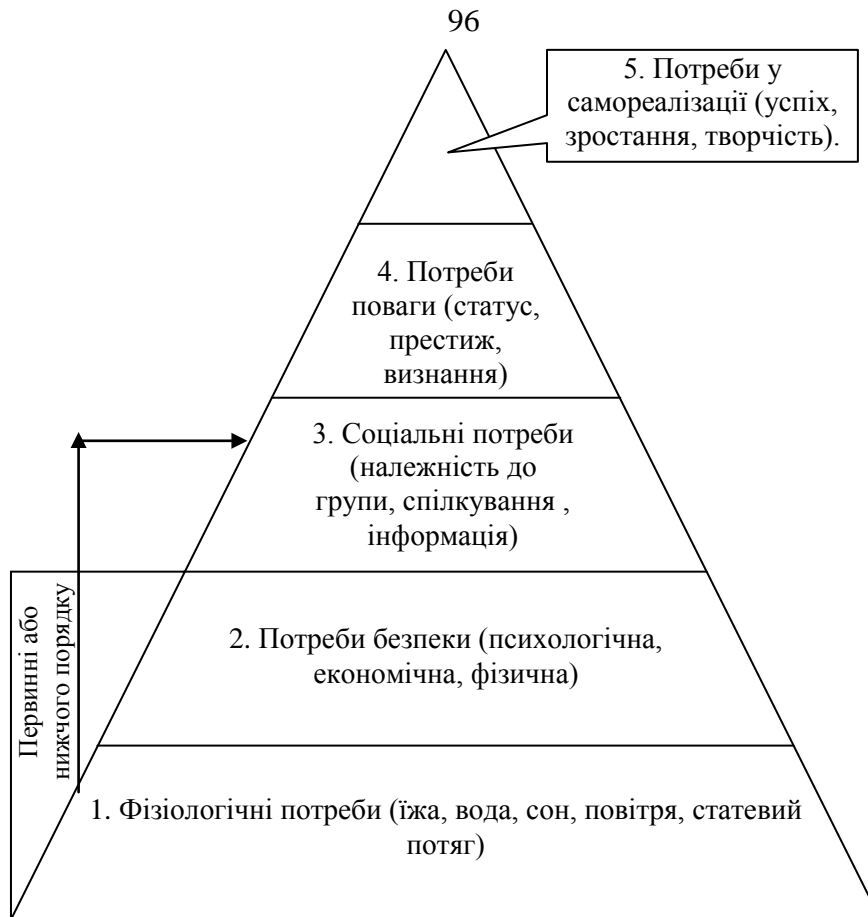 96
5. Потреби у
самореалізації (успіх,
зростання, творчість).
4. Потреби
поваги (статус,
престиж,
визнання)
3. Соціальні потреби
(належність до
групи, спілкування ,
інформація)
Первинні або
нижчого порядку
2. Потреби безпеки (психологічна,
економічна, фізична)
1. Фізіологічні потреби (їжа, вода, сон, повітря, статевий
потяг)